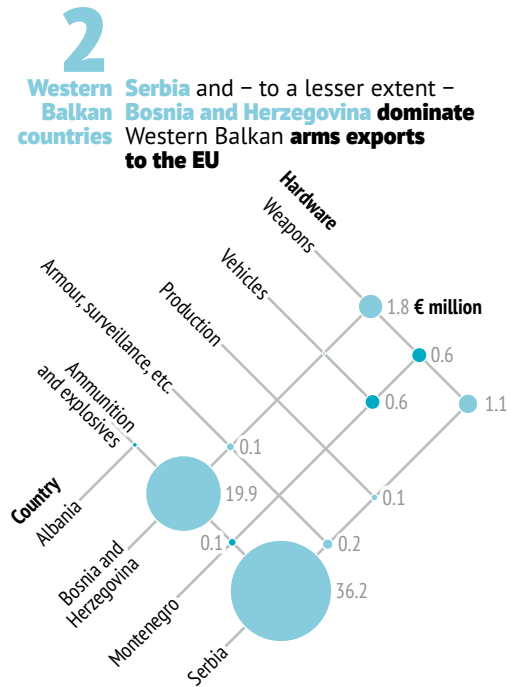 2
Western
Balkan
countries
Serbia and – to a lesser extent –
Bosnia and Herzegovina dominate
Western Balkan arms exports
to the EU
Hardware
Weapons
Vehicles
Production
Armour, surveillance, etc.
Ammunition
and explosives
Country
Albania
Bosnia and
Herzegovina
Montenegro
Serbia
1.8 € million
0.6
0.6
1.1
0.1
19.9
0.1
0.1
0.2
36.2